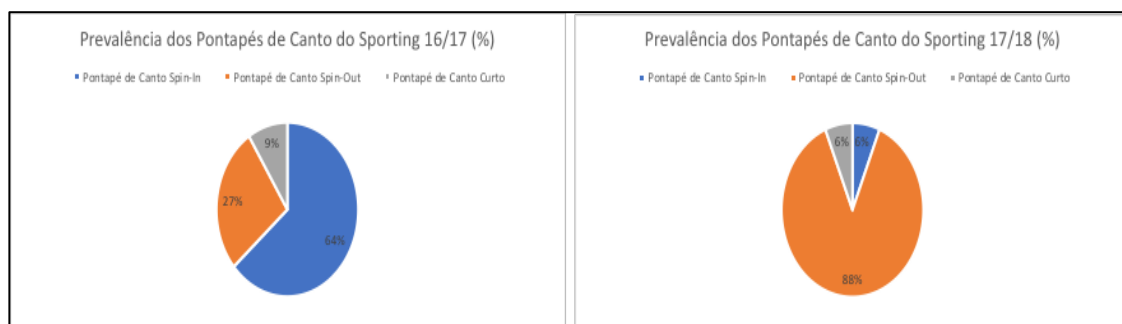 Prevalência dos Pontapés de Canto do Sporting 16/17 (%)
Pontapé de Canto Spin-In Pontapé de Canto Spin-Out Pontapé de Canto Curto
9%
27%
64%
Prevalência dos Pontapés de Canto do Sporting 17/18 (%)
Pontapé de Canto Spin-In Pontapé de Canto Spin-Out Pontapé de Canto Curto
6% 6%
88%